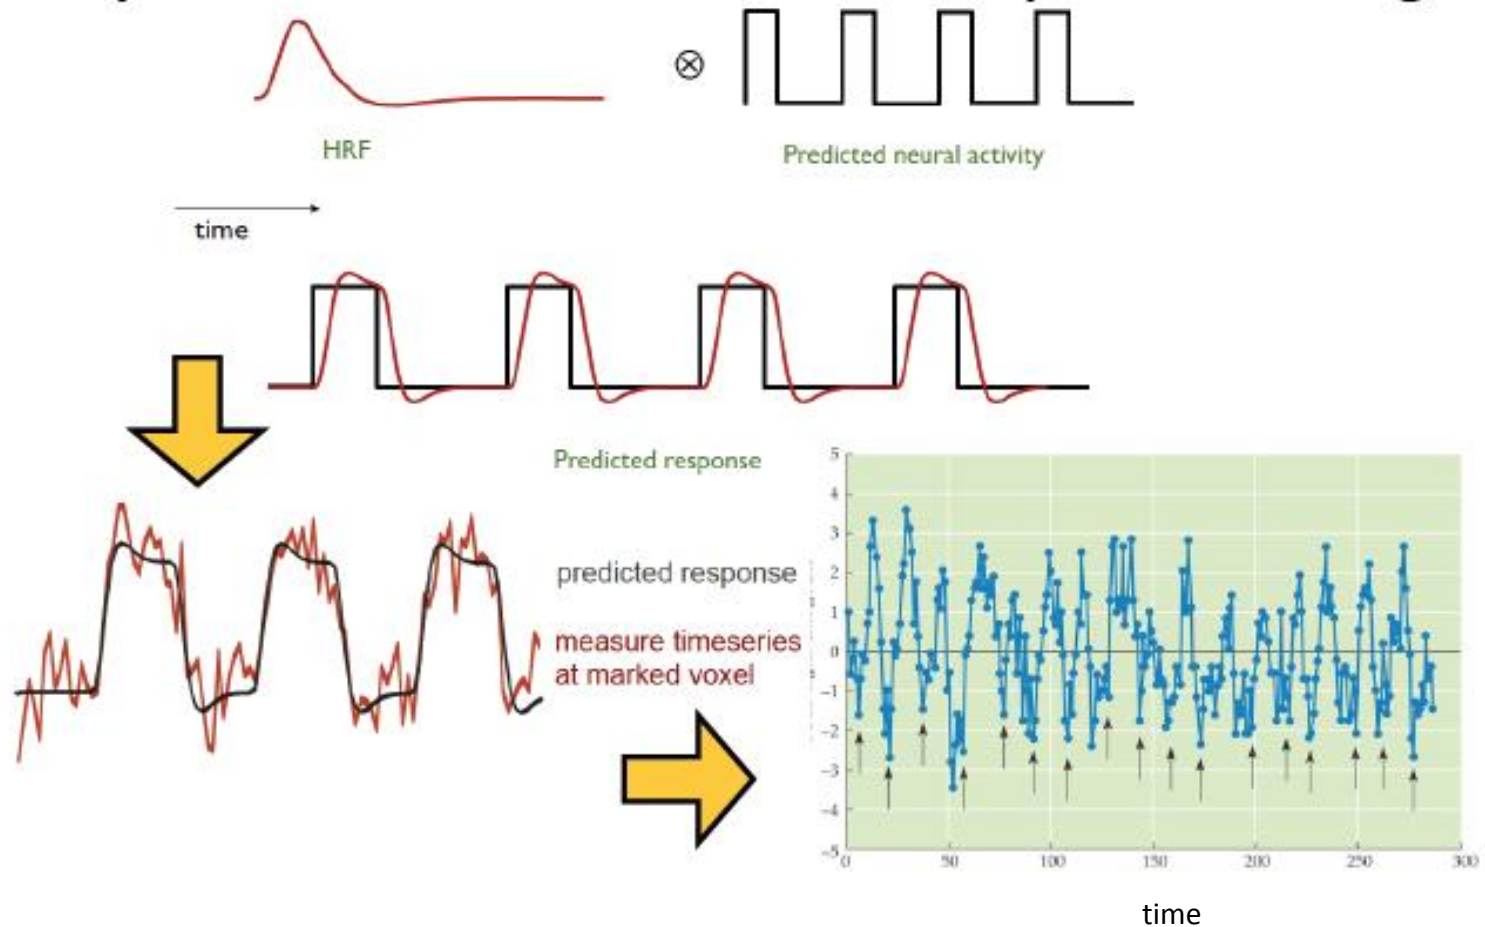 HRF
⊗
Predicted neural activity
time
Predicted response
predicted response
measure timeseries
at marked voxel
5
4
3
2
1
0
-1
-2
-3
-4
-5
0
50
100
150
200
250
300
time